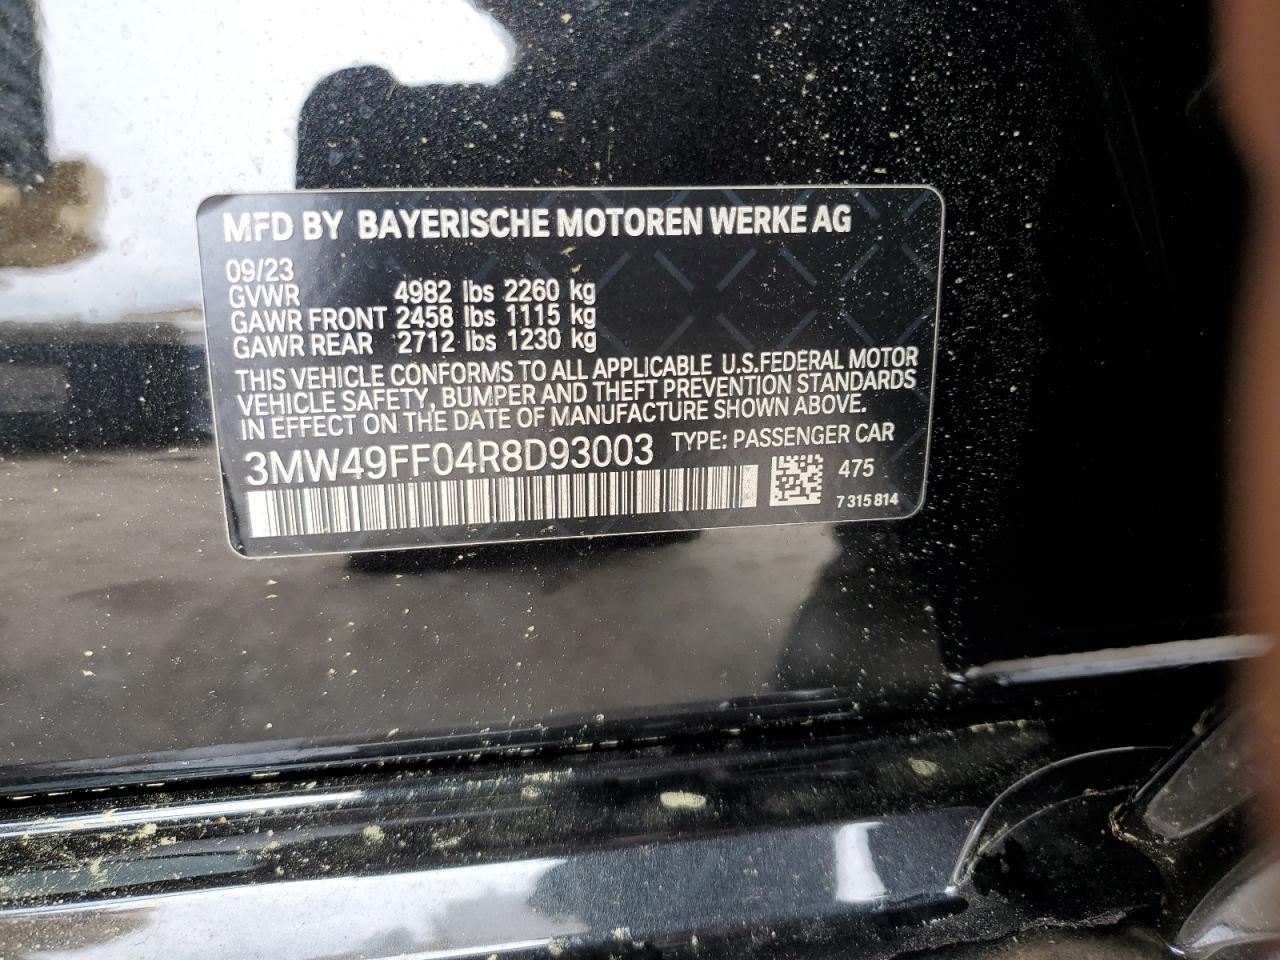 MFD BY BAYERISCHE MOTOREN WERKE AG
09/23
GVWR 4982 lbs 2260 kg
GAWR FRONT 2458 lbs 1115 kg
GAWR REAR 2712 lbs 1230 kg
THIS VEHICLE CONFORMS TO ALL APPLICABLE U.S.FEDERAL MOTOR
VEHICLE SAFETY, BUMPER AND THEFT PREVENTION STANDARDS
IN EFFECT ON THE DATE OF MANUFACTURE SHOWN ABOVE.
3MW49FF04R8D93003 TYPE: PASSENGER CAR
475
7 315 814